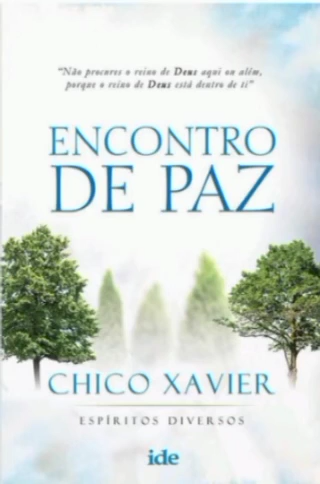 "Não procures o reino de Deus aqui ou além,
porque o reino de Deus está dentro de ti"
ENCONTRO
DE PAZ
CHICO XAVIER
ESPÍRITOS DIVERSOS
ide